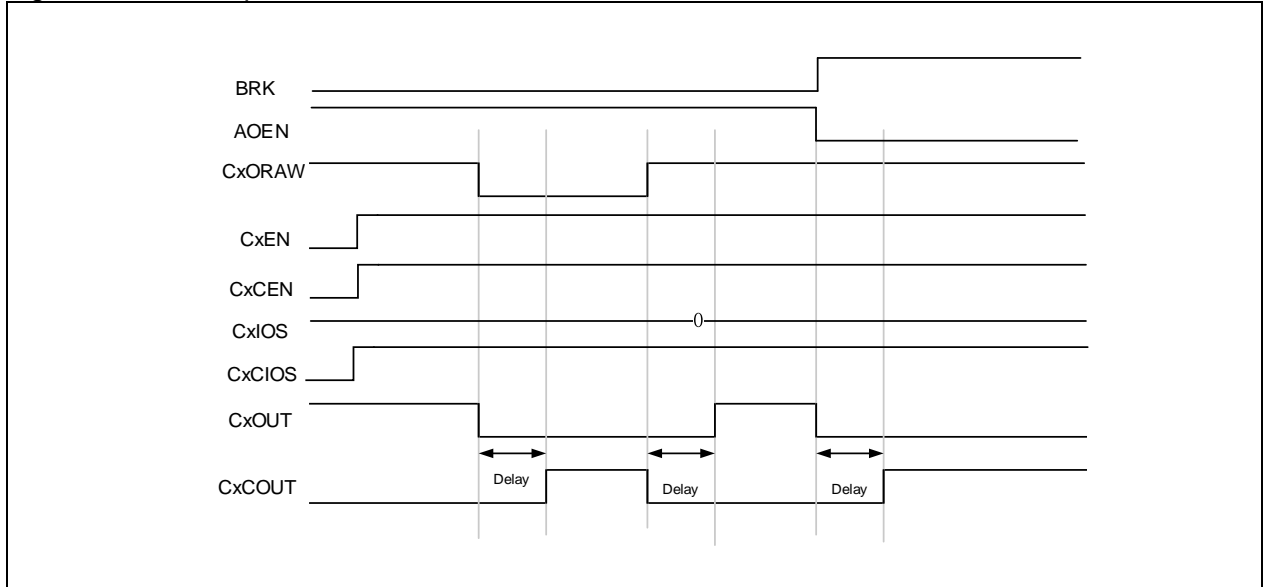 BRK
AOEN
CxORAW
CxEN
CxCEN
CxIOS
0
CxCIOS
CxOUT
Delay
Delay
Delay
CxCOUT